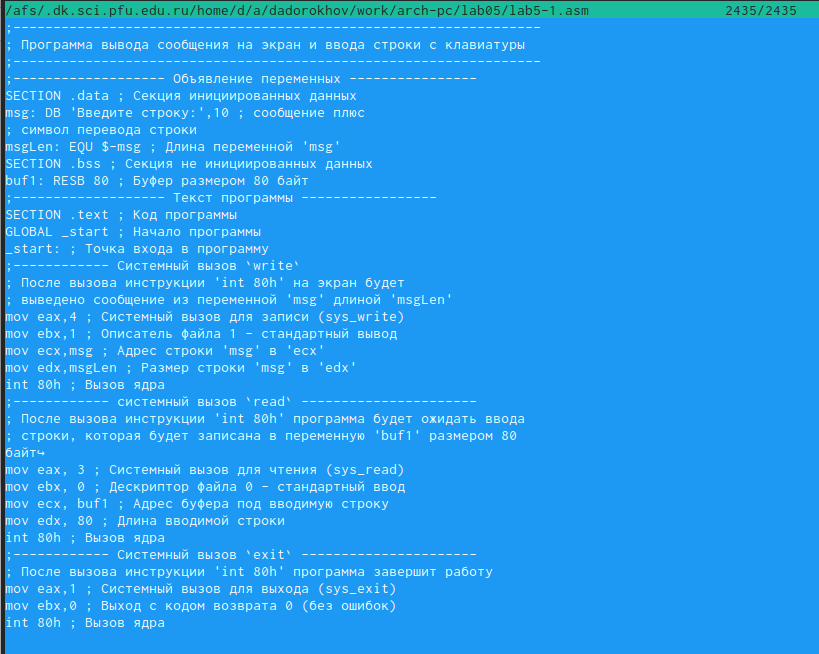 /afs/.dk.sci.pfu.edu.ru/home/d/a/dadorokhov/work/arch-pc/lab05/lab5-1.asm 2435/2435
;------------------------------------------------------------------
; Программа вывода сообщения на экран и ввода строки с клавиатуры
;------------------------------------------------------------------
;------------------- Объявление переменных ----------------
SECTION .data ; Секция инициированных данных
msg: DB 'Введите строку:',10 ; сообщение плюс
; символ перевода строки
msgLen: EQU $-msg ; Длина переменной 'msg'
SECTION .bss ; Секция не инициированных данных
buf1: RESB 80 ; Буфер размером 80 байт
;------------------- Текст программы -----------------
SECTION .text ; Код программы
GLOBAL _start ; Начало программы
_start: ; Точка входа в программу
;------------ Системный вызов `write`
; После вызова инструкции 'int 80h' на экран будет
; выведено сообщение из переменной 'msg' длиной 'msgLen'
mov eax,4 ; Системный вызов для записи (sys_write)
mov ebx,1 ; Описатель файла 1 - стандартный вывод
mov ecx,msg ; Адрес строки 'msg' в 'ecx'
mov edx,msgLen ; Размер строки 'msg' в 'edx'
int 80h ; Вызов ядра
;------------ системный вызов `read` ----------------------
; После вызова инструкции 'int 80h' программа будет ожидать ввода
; строки, которая будет записана в переменную 'buf1' размером 80
байт↪
mov eax, 3 ; Системный вызов для чтения (sys_read)
mov ebx, 0 ; Дескриптор файла 0 - стандартный ввод
mov ecx, buf1 ; Адрес буфера под вводимую строку
mov edx, 80 ; Длина вводимой строки
int 80h ; Вызов ядра
;------------ Системный вызов `exit` ----------------------
; После вызова инструкции 'int 80h' программа завершит работу
mov eax,1 ; Системный вызов для выхода (sys_exit)
mov ebx,0 ; Выход с кодом возврата 0 (без ошибок)
int 80h ; Вызов ядра